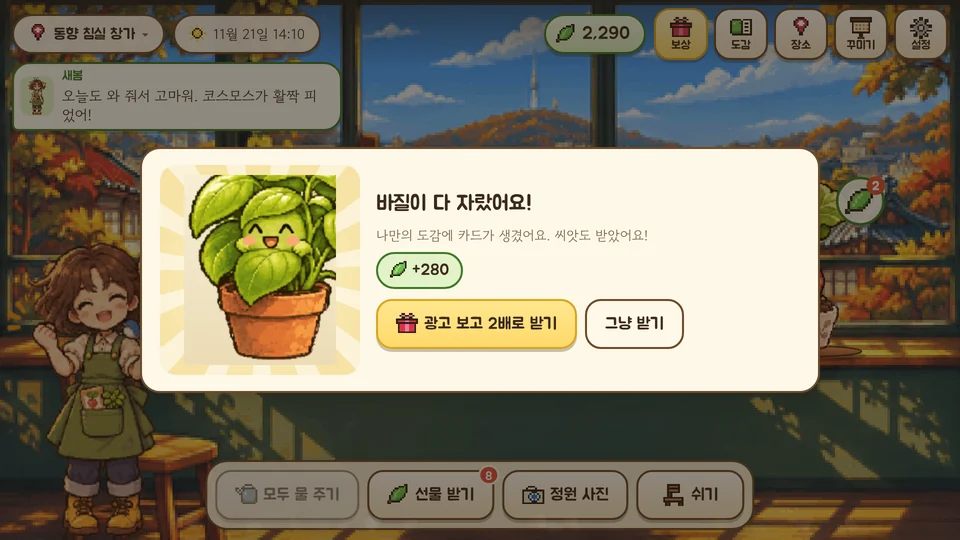 동향 침실 창가
11월 21일 14:10
2,290
보상
도감
장소
꾸미기
설정
새봄
오늘도 와 줘서 고마워. 코스모스가 활짝 피
었어!
2
바질이 다 자랐어요!
나만의 도감에 카드가 생겼어요. 씨앗도 받았어요!
+280
광고 보고 2배로 받기
그냥 받기
모두 물 주기
선물 받기
8
정원 사진
쉬기